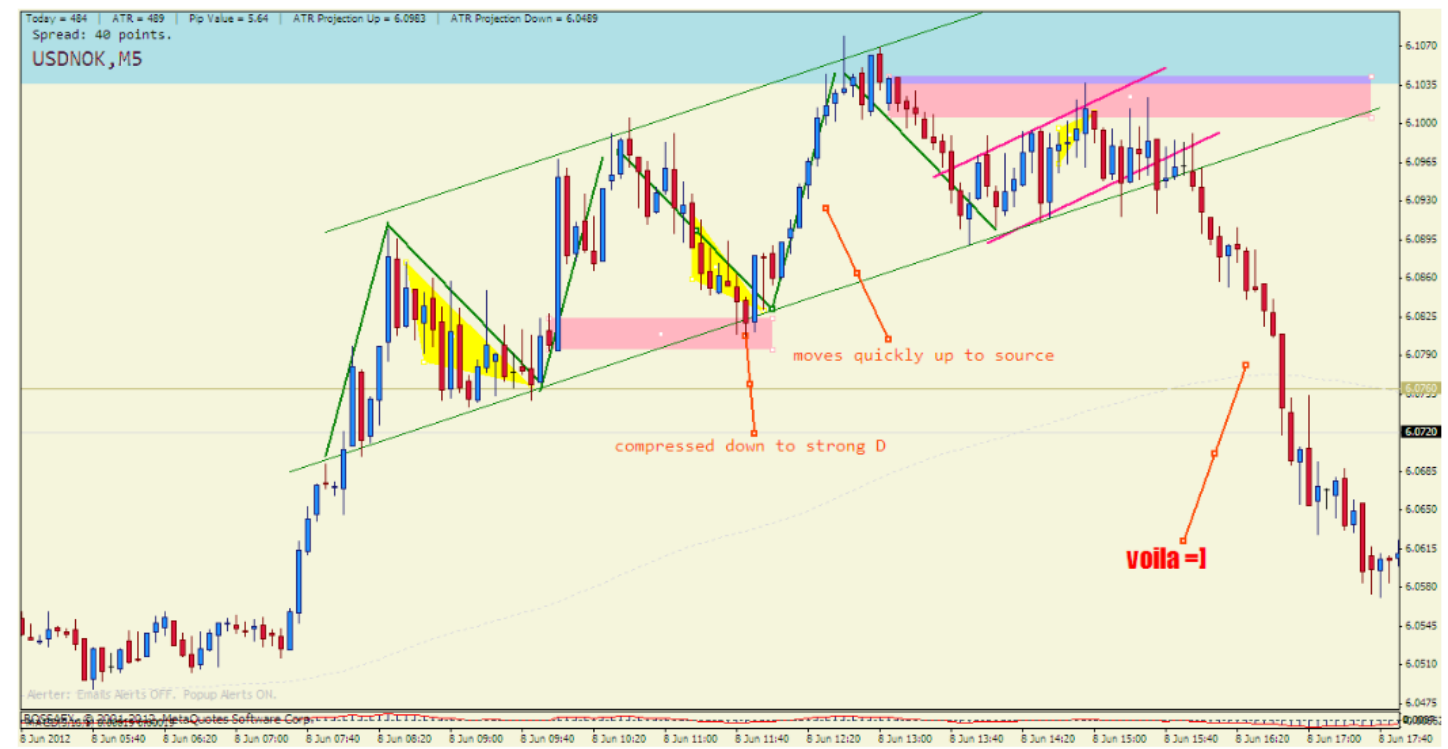 Today = 484 | ATR = 489 | Pip Value = 5.64 | ATR Projection Up = 6.0983 | ATR Projection Down = 6.0489
Spread: 40 points.
USDNOK,M5
6.1070
6.1035
6.1000
6.0965
6.0930
6.0895
6.0860
6.0825
moves quickly up to source
6.0790
6.0760
6.0755
6.0720
compressed down to strong D
6.0685
6.0650
voila =]
6.0615
6.0580
6.0545
6.0510
Alerter: Emails Alerts OFF. Popup Alerts ON.
6.0475
2001-2012, MetaQuotes Software Corp.
8 Jun 2012 8 Jun 05:40 8 Jun 06:20 8 Jun 07:00 8 Jun 07:40 8 Jun 08:20 8 Jun 09:00 8 Jun 09:40 8 Jun 10:20 8 Jun 11:00 8 Jun 11:40 8 Jun 12:20 8 Jun 13:00 8 Jun 13:40 8 Jun 14:20 8 Jun 15:00 8 Jun 15:40 8 Jun 16:20 8 Jun 17:00 8 Jun 17:40